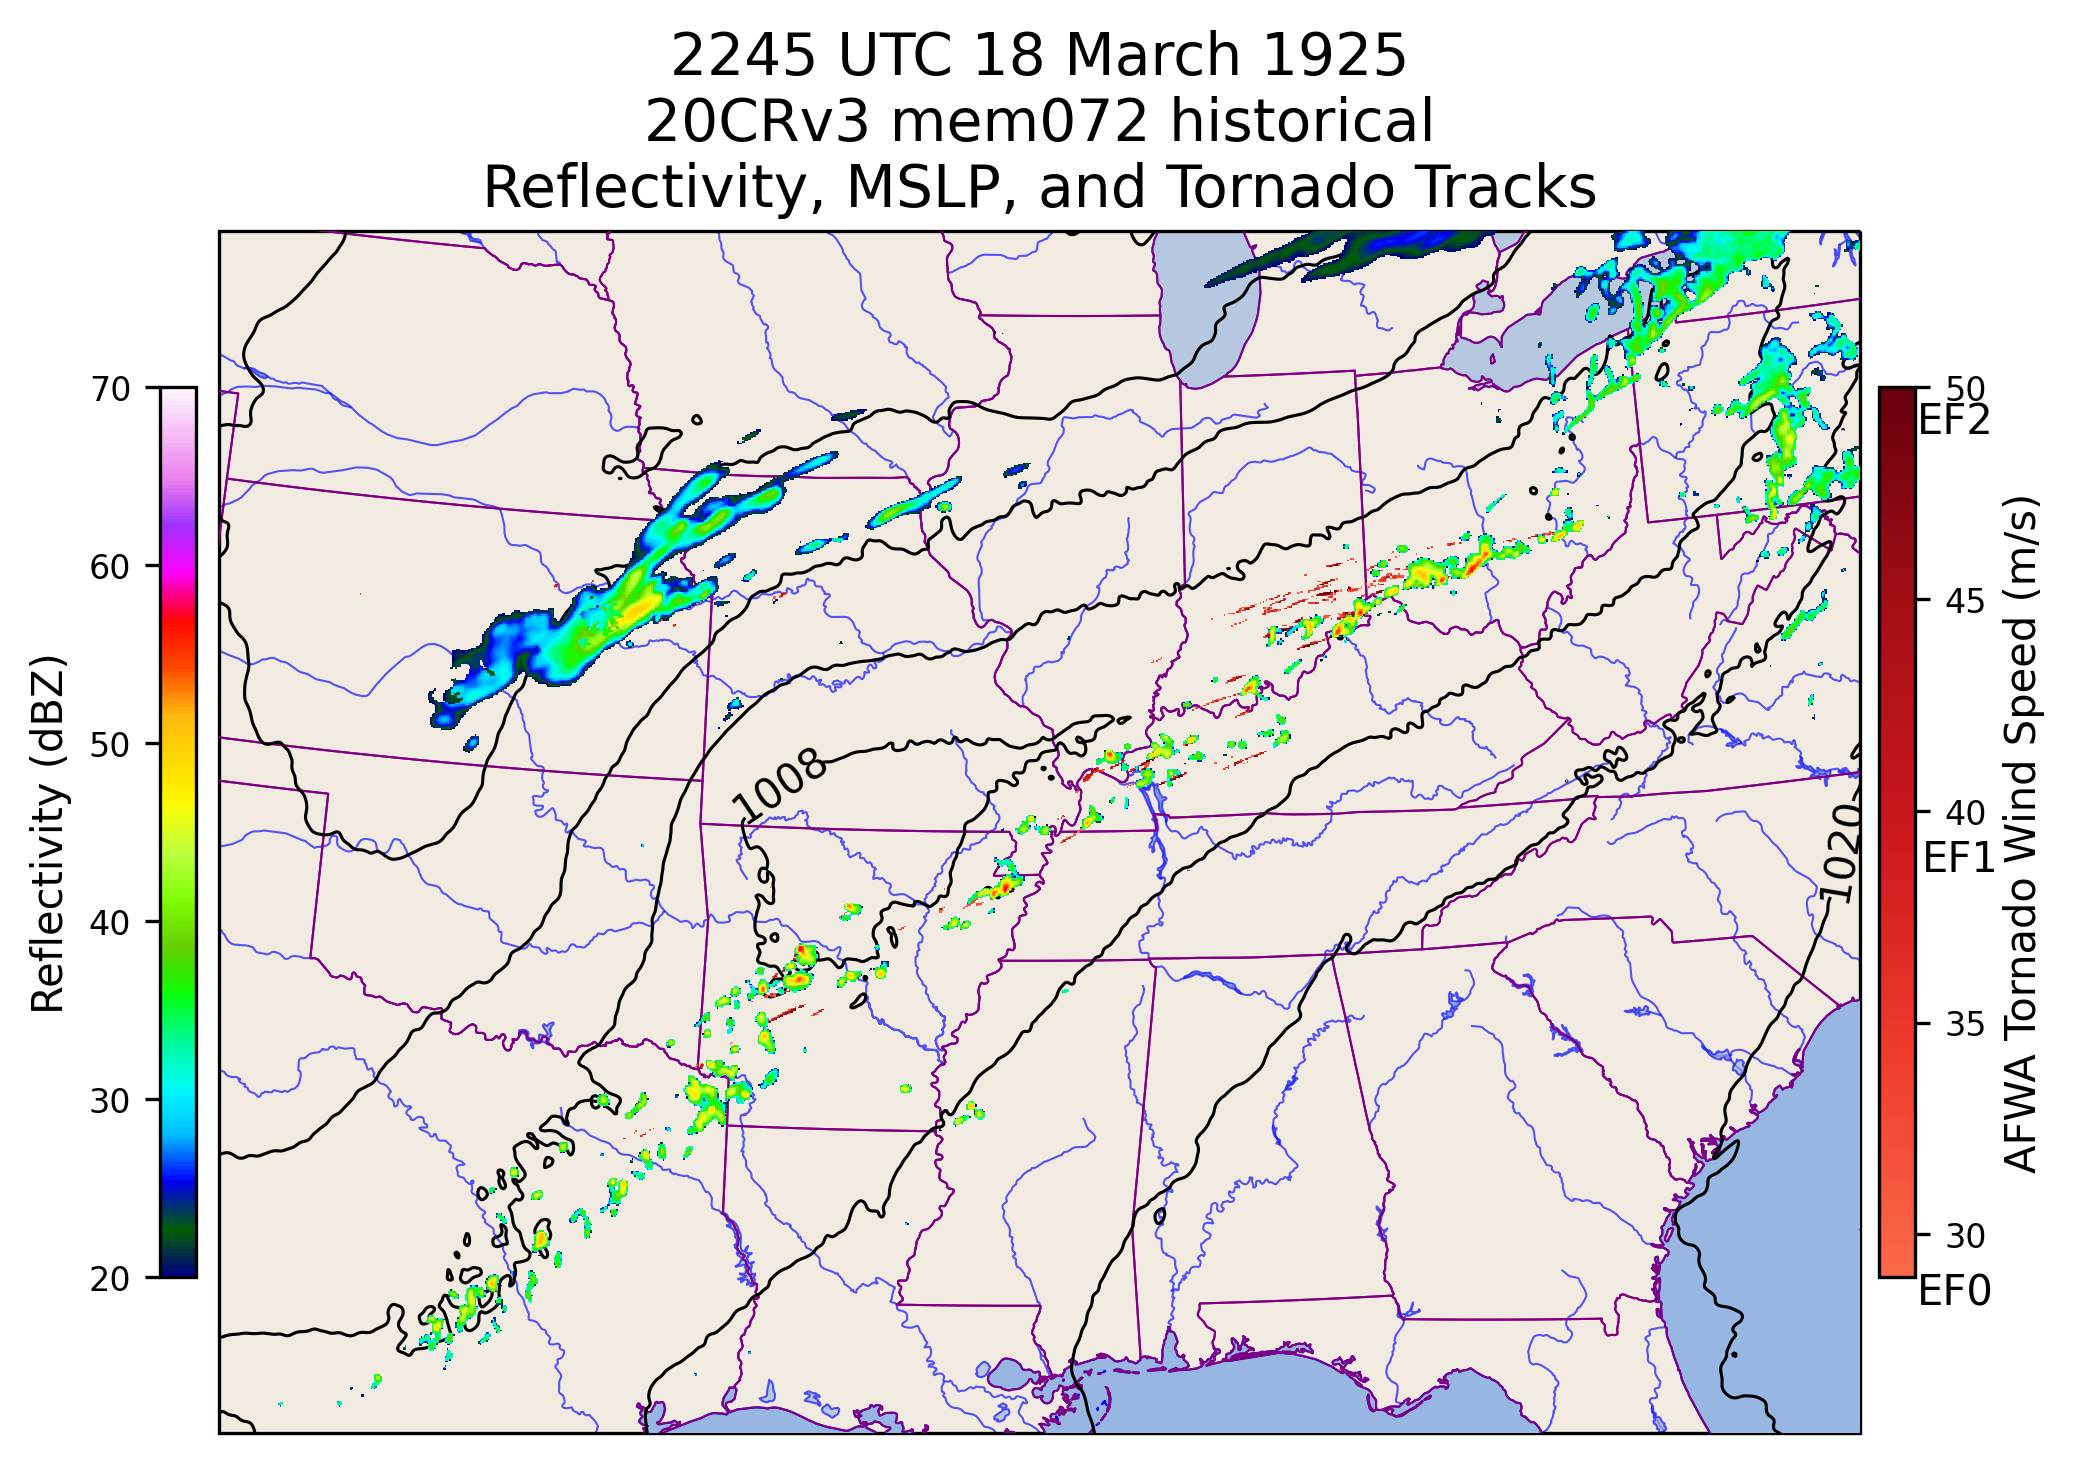 2245 UTC 18 March 1925
20CRv3 mem072 historical
Reflectivity, MSLP, and Tornado Tracks
70
60
50
40
30
20
Reflectivity (dBZ)
1008
1020
50
EF2
45
40
EF1
35
30
EF0
AFWA Tornado Wind Speed (m/s)